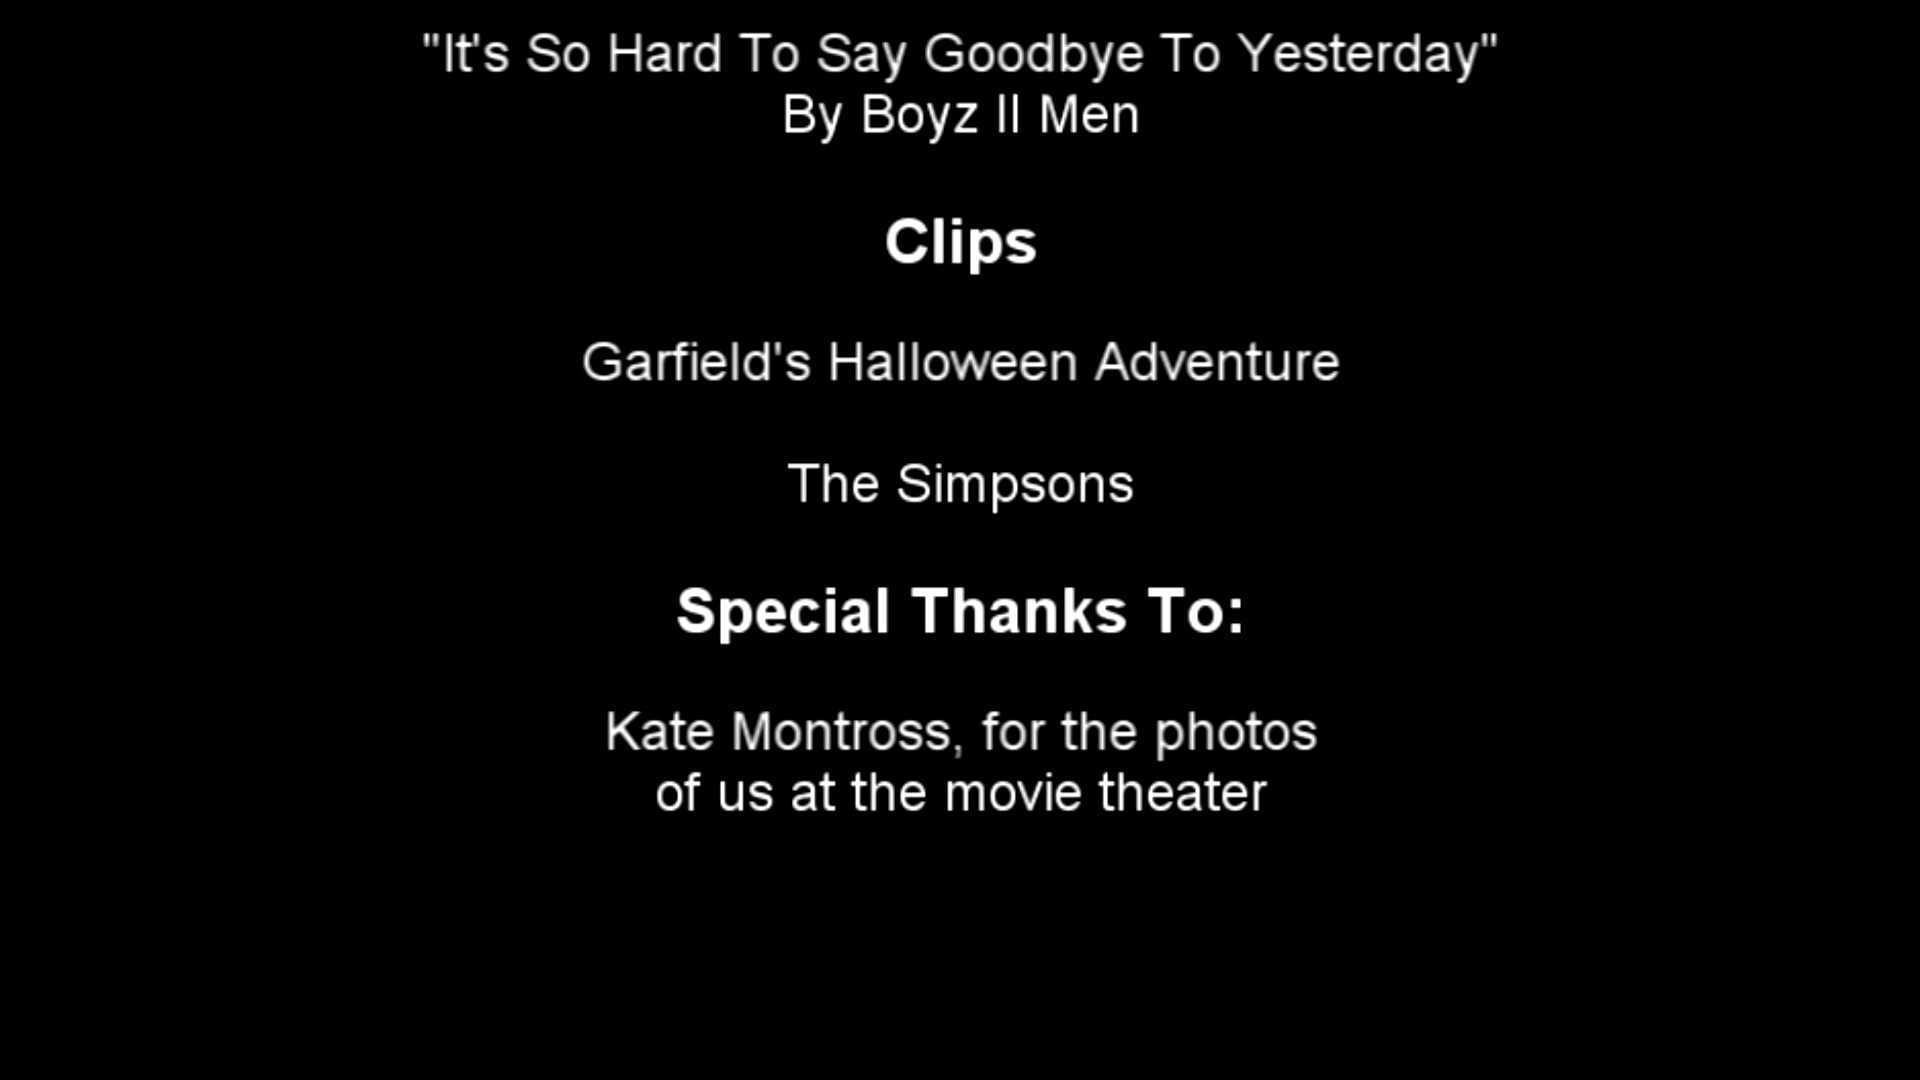 "It's So Hard To Say Goodbye To Yesterday"
By Boyz II Men
Clips
Garfield's Halloween Adventure
The Simpsons
Special Thanks To:
Kate Montross, for the photos
of us at the movie theater